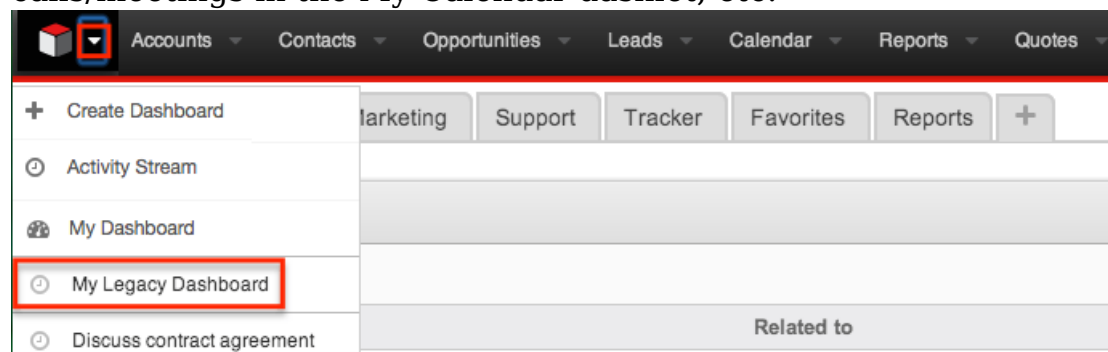 Accounts Contacts Opportunities Leads Calendar Reports Quotes
Create Dashboard
Marketing Support Tracker Favorites Reports +
Activity Stream
My Dashboard
My Legacy Dashboard
Related to
Discuss contract agreement